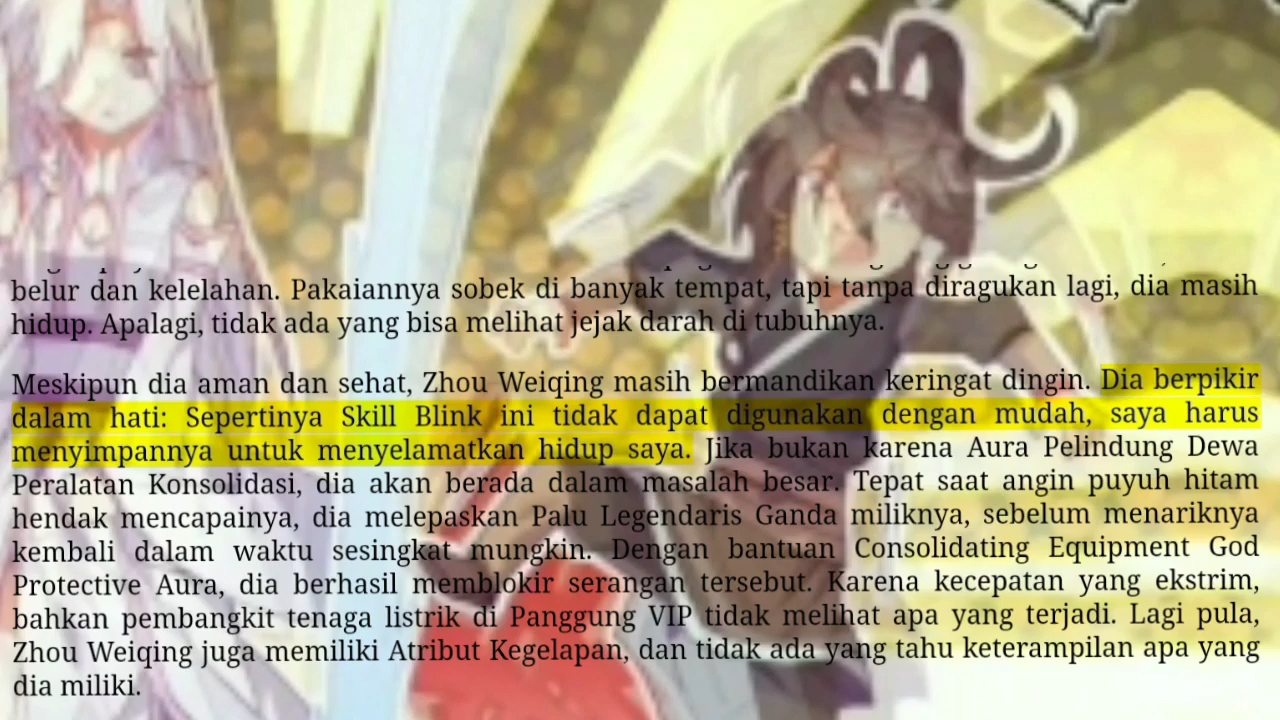 belur dan kelelahan. Pakaiannya sobek di banyak tempat, tapi tanpa diragukan lagi, dia masih
hidup. Apalagi, tidak ada yang bisa melihat jejak darah di tubuhnya.
Meskipun dia aman dan sehat, Zhou Weiqing masih bermandikan keringat dingin. Dia berpikir
dalam hati: Sepertinya Skill Blink ini tidak dapat digunakan dengan mudah, saya harus
menyimpannya untuk menyelamatkan hidup saya. Jika bukan karena Aura Pelindung Dewa
Peralatan Konsolidasi, dia akan berada dalam masalah besar. Tepat saat angin puyuh hitam
hendak mencapainya, dia melepaskan Palu Legendaris Ganda miliknya, sebelum menariknya
kembali dalam waktu sesingkat mungkin. Dengan bantuan Consolidating Equipment God
Protective Aura, dia berhasil memblokir serangan tersebut. Karena kecepatan yang ekstrim,
bahkan pembangkit tenaga listrik di Panggung VIP tidak melihat apa yang terjadi. Lagi pula,
Zhou Weiqing juga memiliki Atribut Kegelapan, dan tidak ada yang tahu keterampilan apa yang
dia miliki.